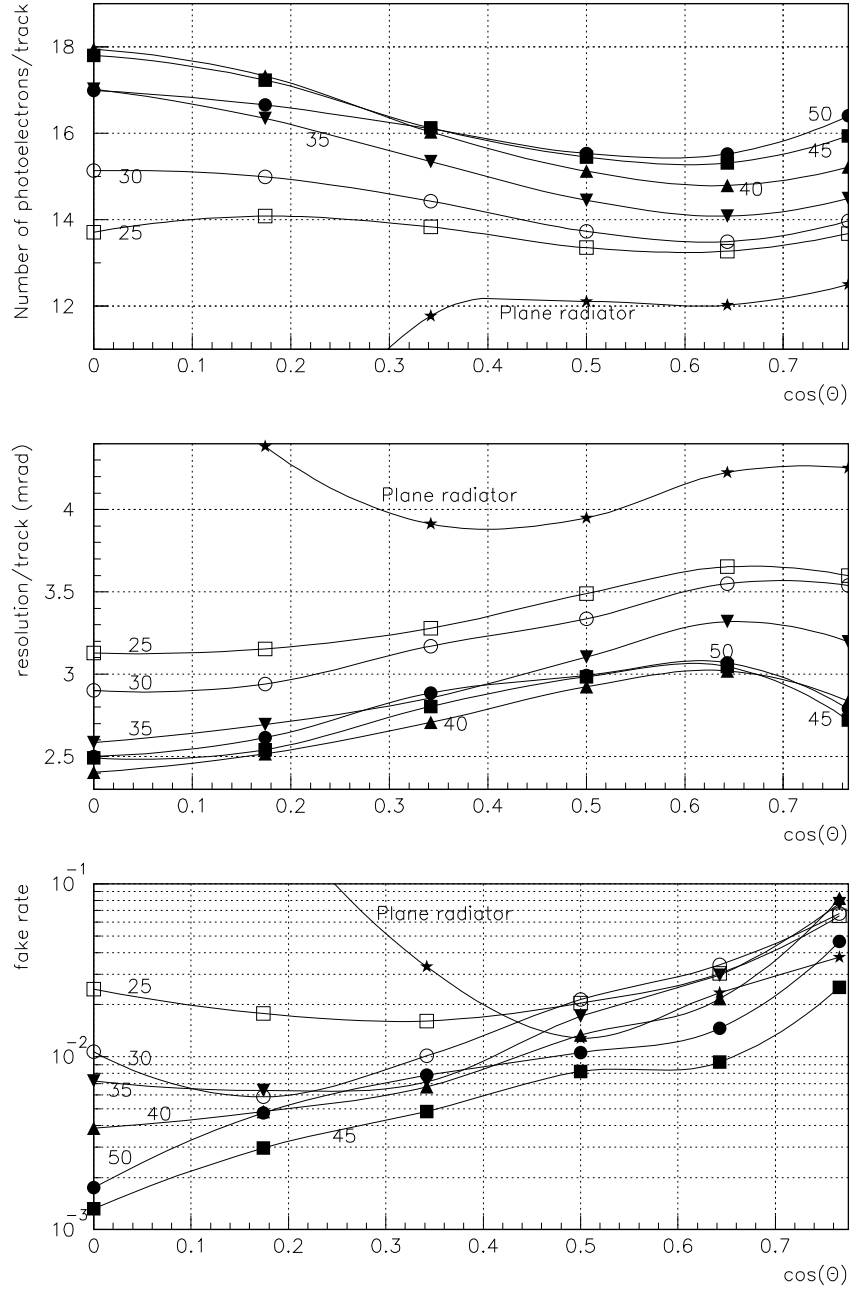 Number of photoelectrons/track
18
16
14
12
50
45
40
35
30
25
Plane radiator
0 0.1 0.2 0.3 0.4 0.5 0.6 0.7
cos(Θ)
resolution/track (mrad)
4
3.5
3
2.5
Plane radiator
25
30
35
40
50
45
0 0.1 0.2 0.3 0.4 0.5 0.6 0.7
cos(Θ)
fake rate
10⁻¹
10⁻²
10⁻³
Plane radiator
25
30
35
40
45
50
0 0.1 0.2 0.3 0.4 0.5 0.6 0.7
cos(Θ)